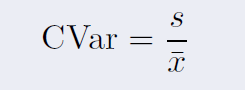 CVar = s / x̄